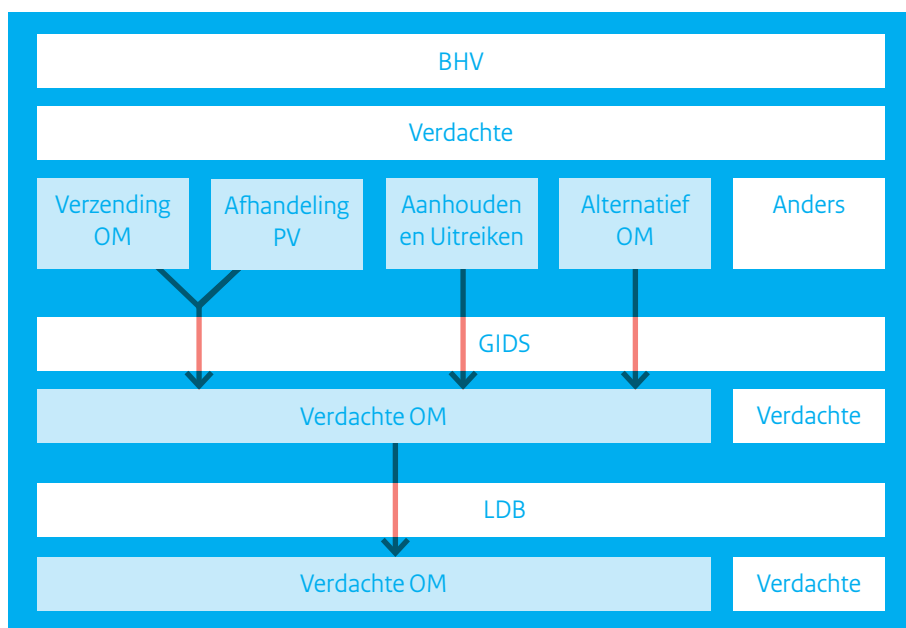 BHV
Verdachte
Verzending
OM
Afhandeling
PV
Aanhouden
en Uitreiken
Alternatief
OM
Anders
GIDS
Verdachte OM
Verdachte
LDB
Verdachte OM
Verdachte